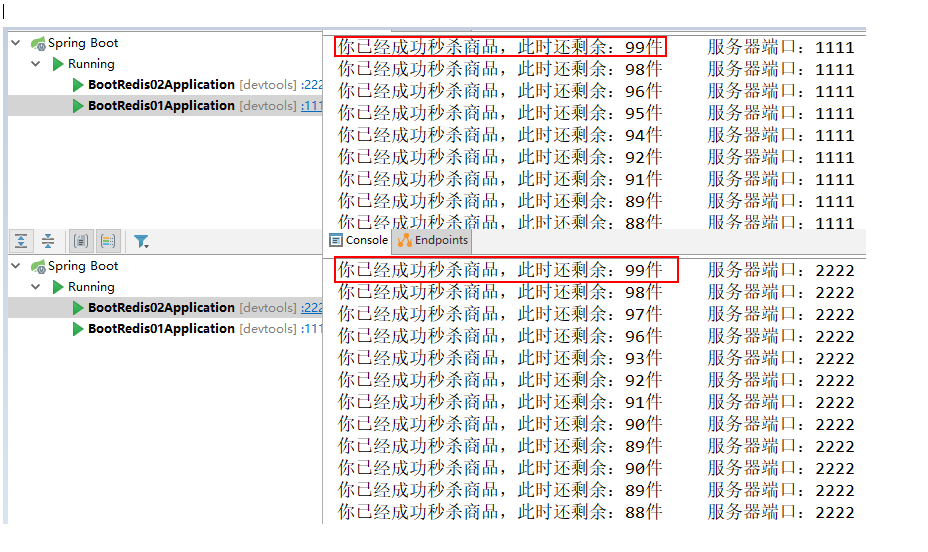 Spring Boot
Running
BootRedis02Application [devtools] :222
BootRedis01Application [devtools] :111
你已经成功秒杀商品，此时还剩余：99件 服务器端口：1111
你已经成功秒杀商品，此时还剩余：98件 服务器端口：1111
你已经成功秒杀商品，此时还剩余：96件 服务器端口：1111
你已经成功秒杀商品，此时还剩余：95件 服务器端口：1111
你已经成功秒杀商品，此时还剩余：94件 服务器端口：1111
你已经成功秒杀商品，此时还剩余：92件 服务器端口：1111
你已经成功秒杀商品，此时还剩余：91件 服务器端口：1111
你已经成功秒杀商品，此时还剩余：89件 服务器端口：1111
你已经成功秒杀商品，此时还剩余：88件 服务器端口：1111
Console Endpoints
Spring Boot
Running
BootRedis02Application [devtools] :222
BootRedis01Application [devtools] :111
你已经成功秒杀商品，此时还剩余：99件 服务器端口：2222
你已经成功秒杀商品，此时还剩余：98件 服务器端口：2222
你已经成功秒杀商品，此时还剩余：97件 服务器端口：2222
你已经成功秒杀商品，此时还剩余：96件 服务器端口：2222
你已经成功秒杀商品，此时还剩余：93件 服务器端口：2222
你已经成功秒杀商品，此时还剩余：92件 服务器端口：2222
你已经成功秒杀商品，此时还剩余：91件 服务器端口：2222
你已经成功秒杀商品，此时还剩余：90件 服务器端口：2222
你已经成功秒杀商品，此时还剩余：89件 服务器端口：2222
你已经成功秒杀商品，此时还剩余：90件 服务器端口：2222
你已经成功秒杀商品，此时还剩余：89件 服务器端口：2222
你已经成功秒杀商品，此时还剩余：88件 服务器端口：2222